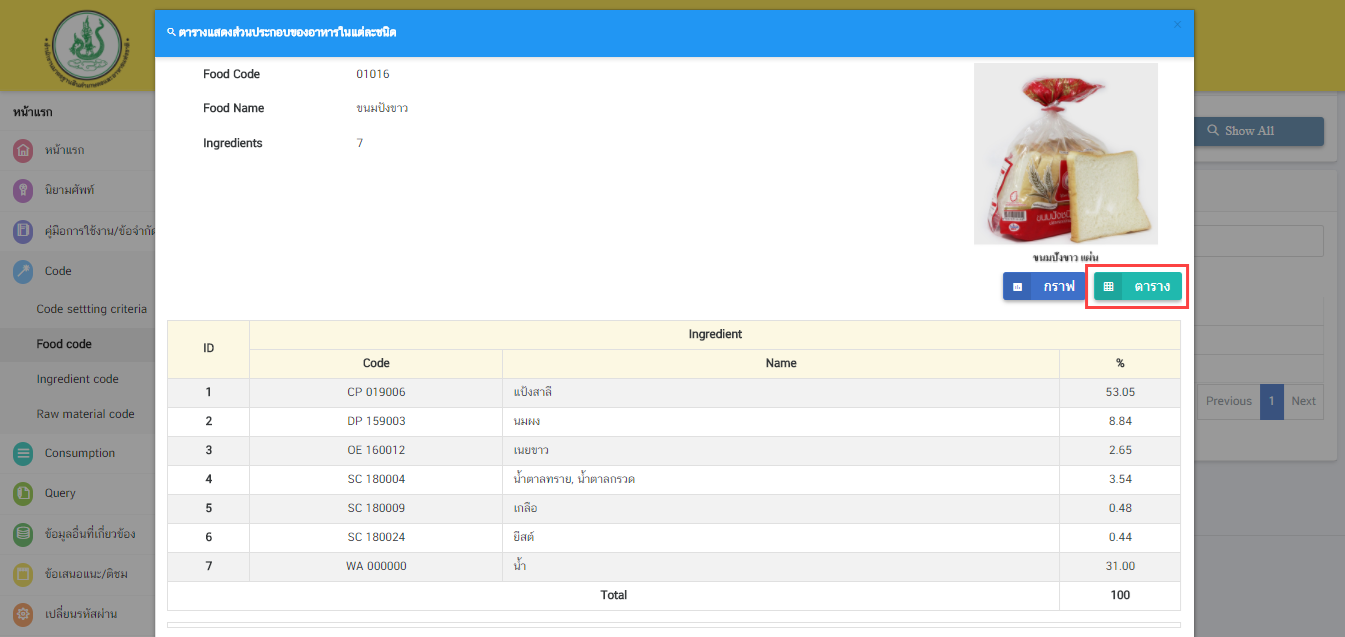 ตารางแสดงส่วนประกอบของอาหารในแต่ละชนิด
×
Food Code 01016
Food Name ขนมปังขาว
Ingredients 7
ขนมปังขาว แผ่น
กราฟ ตาราง
ID Ingredient
Code Name %
1 CP 019006 แป้งสาลี 53.05
2 DP 159003 นมผง 8.84
3 OE 160012 เนยขาว 2.65
4 SC 180004 น้ำตาลทราย, น้ำตาลกรวด 3.54
5 SC 180009 เกลือ 0.48
6 SC 180024 ยีสต์ 0.44
7 WA 000000 น้ำ 31.00
Total 100
หน้าแรก
หน้าแรก
นิยามศัพท์
คู่มือการใช้งาน/ข้อจำกัด
Code
Code settting criteria
Food code
Ingredient code
Raw material code
Consumption
Query
ข้อมูลอื่นที่เกี่ยวข้อง
ข้อเสนอแนะ/ติชม
เปลี่ยนรหัสผ่าน
Show All
Previous 1 Next